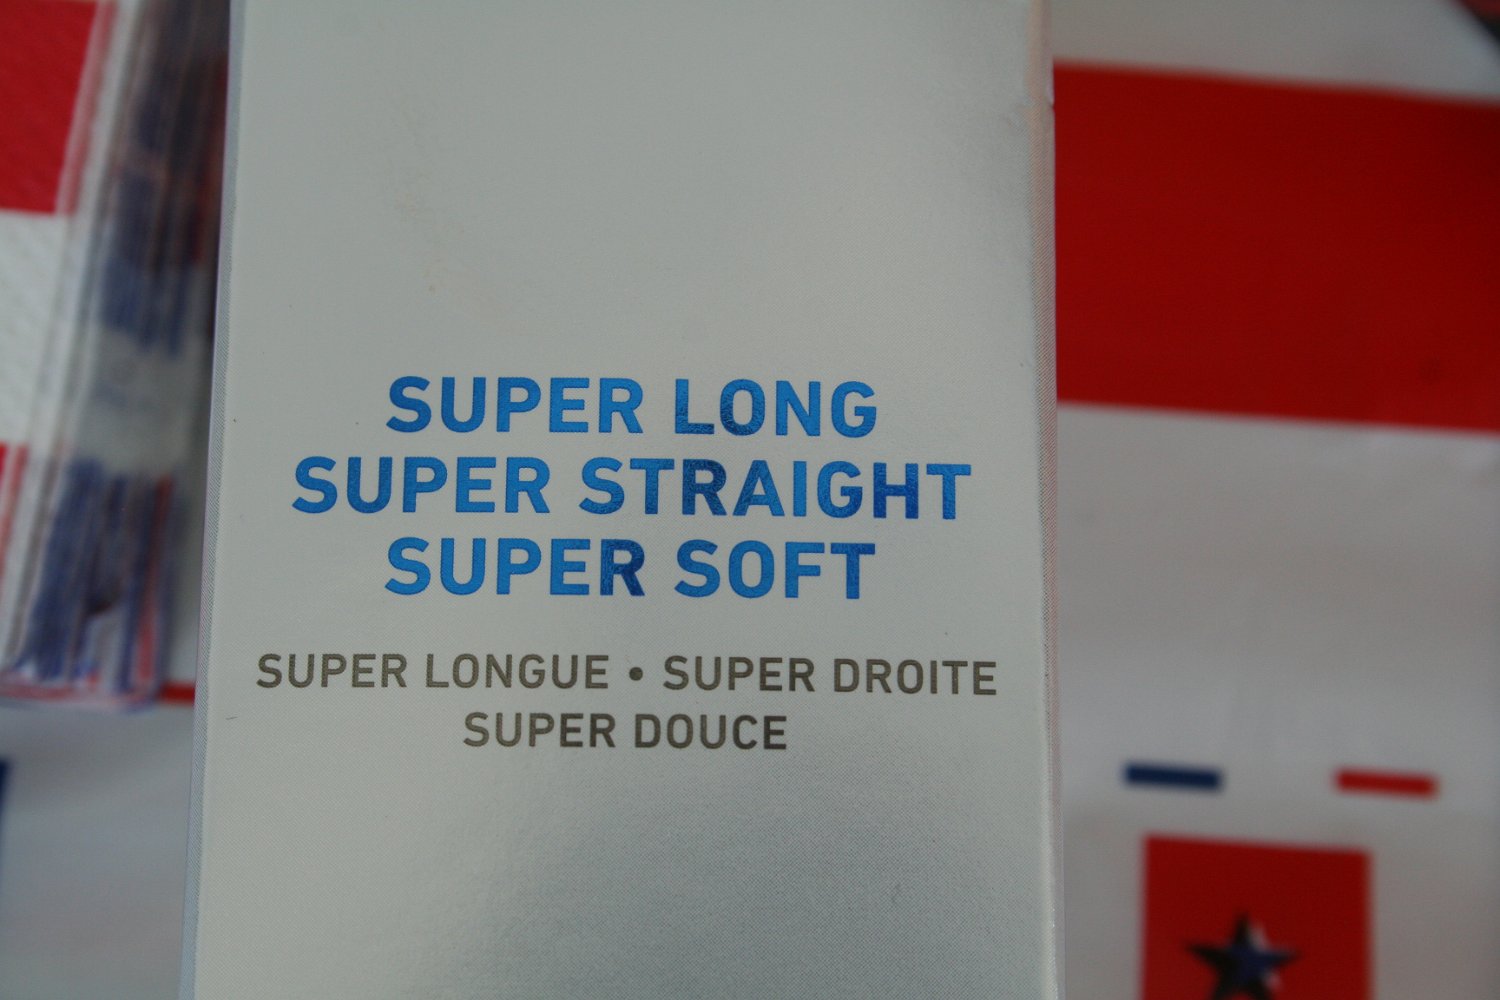 SUPER LONG
SUPER STRAIGHT
SUPER SOFT
SUPER LONGUE • SUPER DROITE
SUPER DOUCE